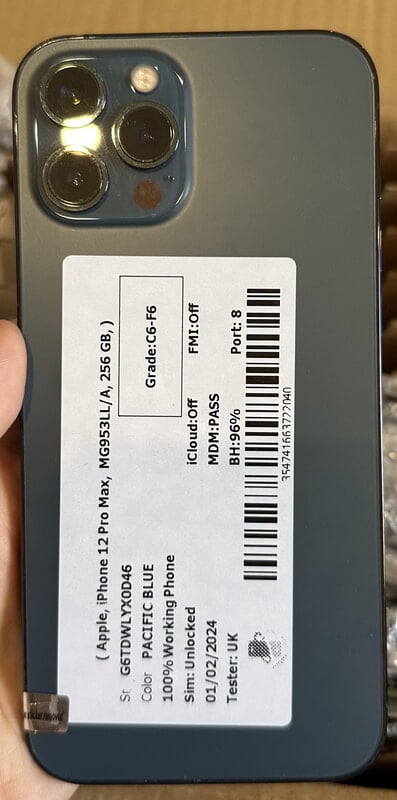 ( Apple, iPhone 12 Pro Max, MG953LL/A, 256 GB, )
Grade:C6-F6
Sr G6TDWLYX0D46
Color PACIFIC BLUE
100% Working Phone
Sim: Unlocked
iCloud:Off
FMI:Off
01/02/2024
MDM:PASS
Tester: UK
BH:96%
Port: 8
354741663722040